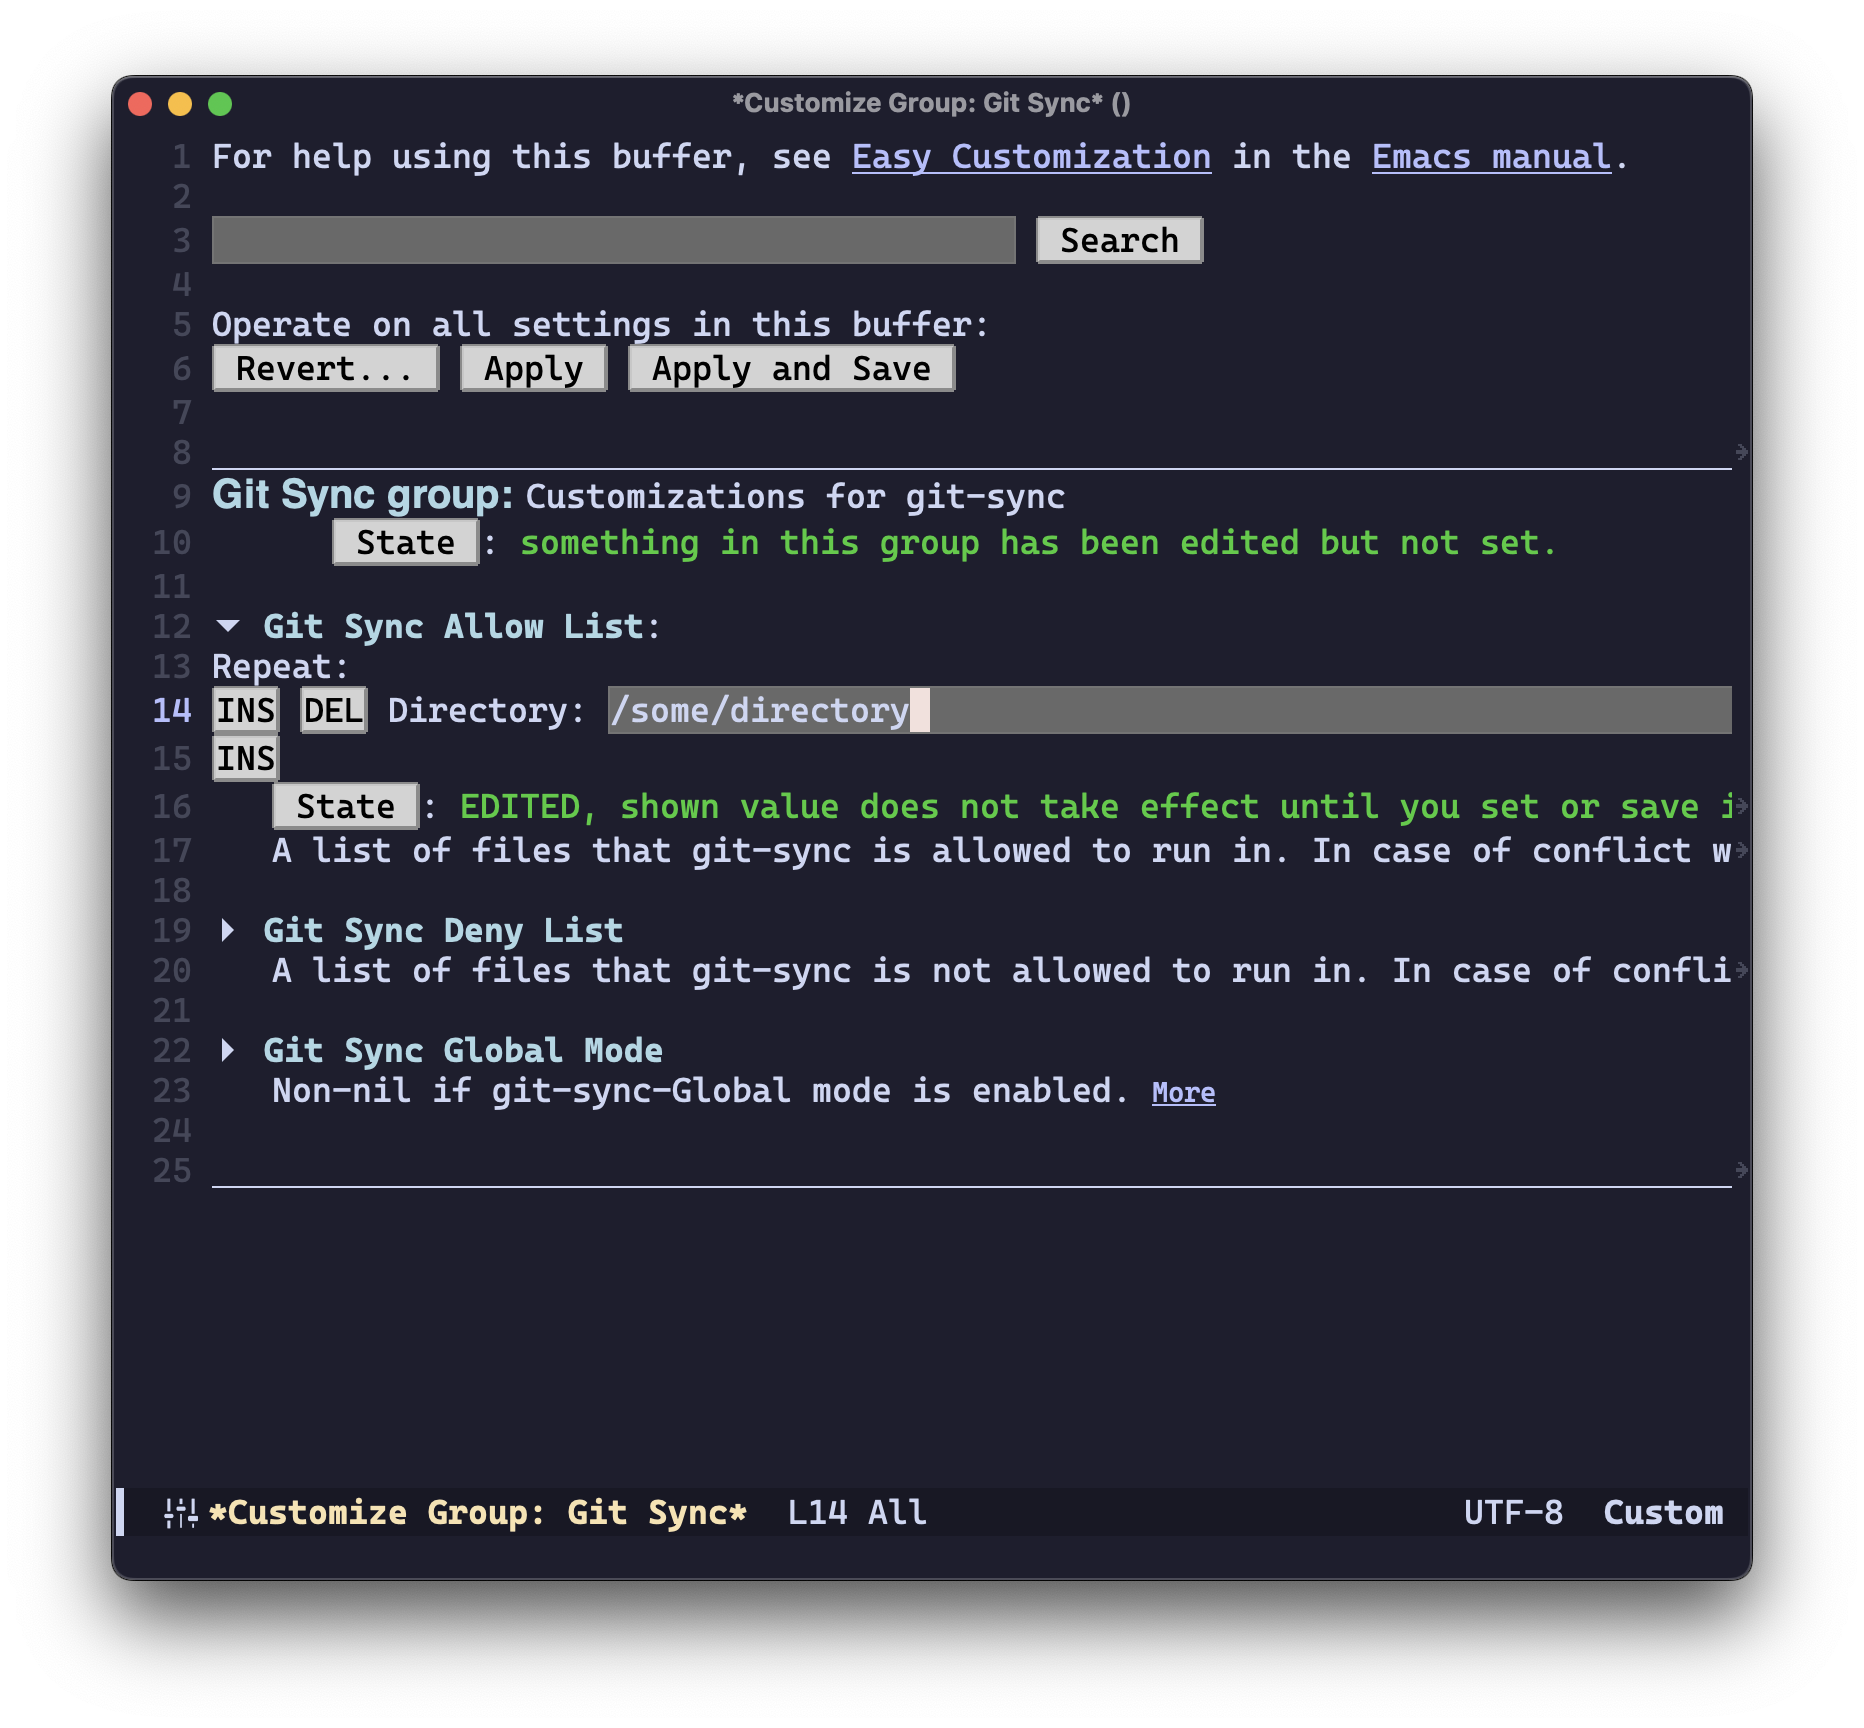 *Customize Group: Git Sync* ()
1 For help using this buffer, see Easy Customization in the Emacs manual.
2
3 Search
4
5 Operate on all settings in this buffer:
6 Revert... Apply Apply and Save
7
8
9 Git Sync group: Customizations for git-sync
10 State : something in this group has been edited but not set.
11
12 Git Sync Allow List:
13 Repeat:
14 INS DEL Directory: /some/directory
15 INS
16 State : EDITED, shown value does not take effect until you set or save i
17 A list of files that git-sync is allowed to run in. In case of conflict w
18
19 Git Sync Deny List
20 A list of files that git-sync is not allowed to run in. In case of confli
21
22 Git Sync Global Mode
23 Non-nil if git-sync-Global mode is enabled. More
24
25
*Customize Group: Git Sync* L14 All UTF-8 Custom